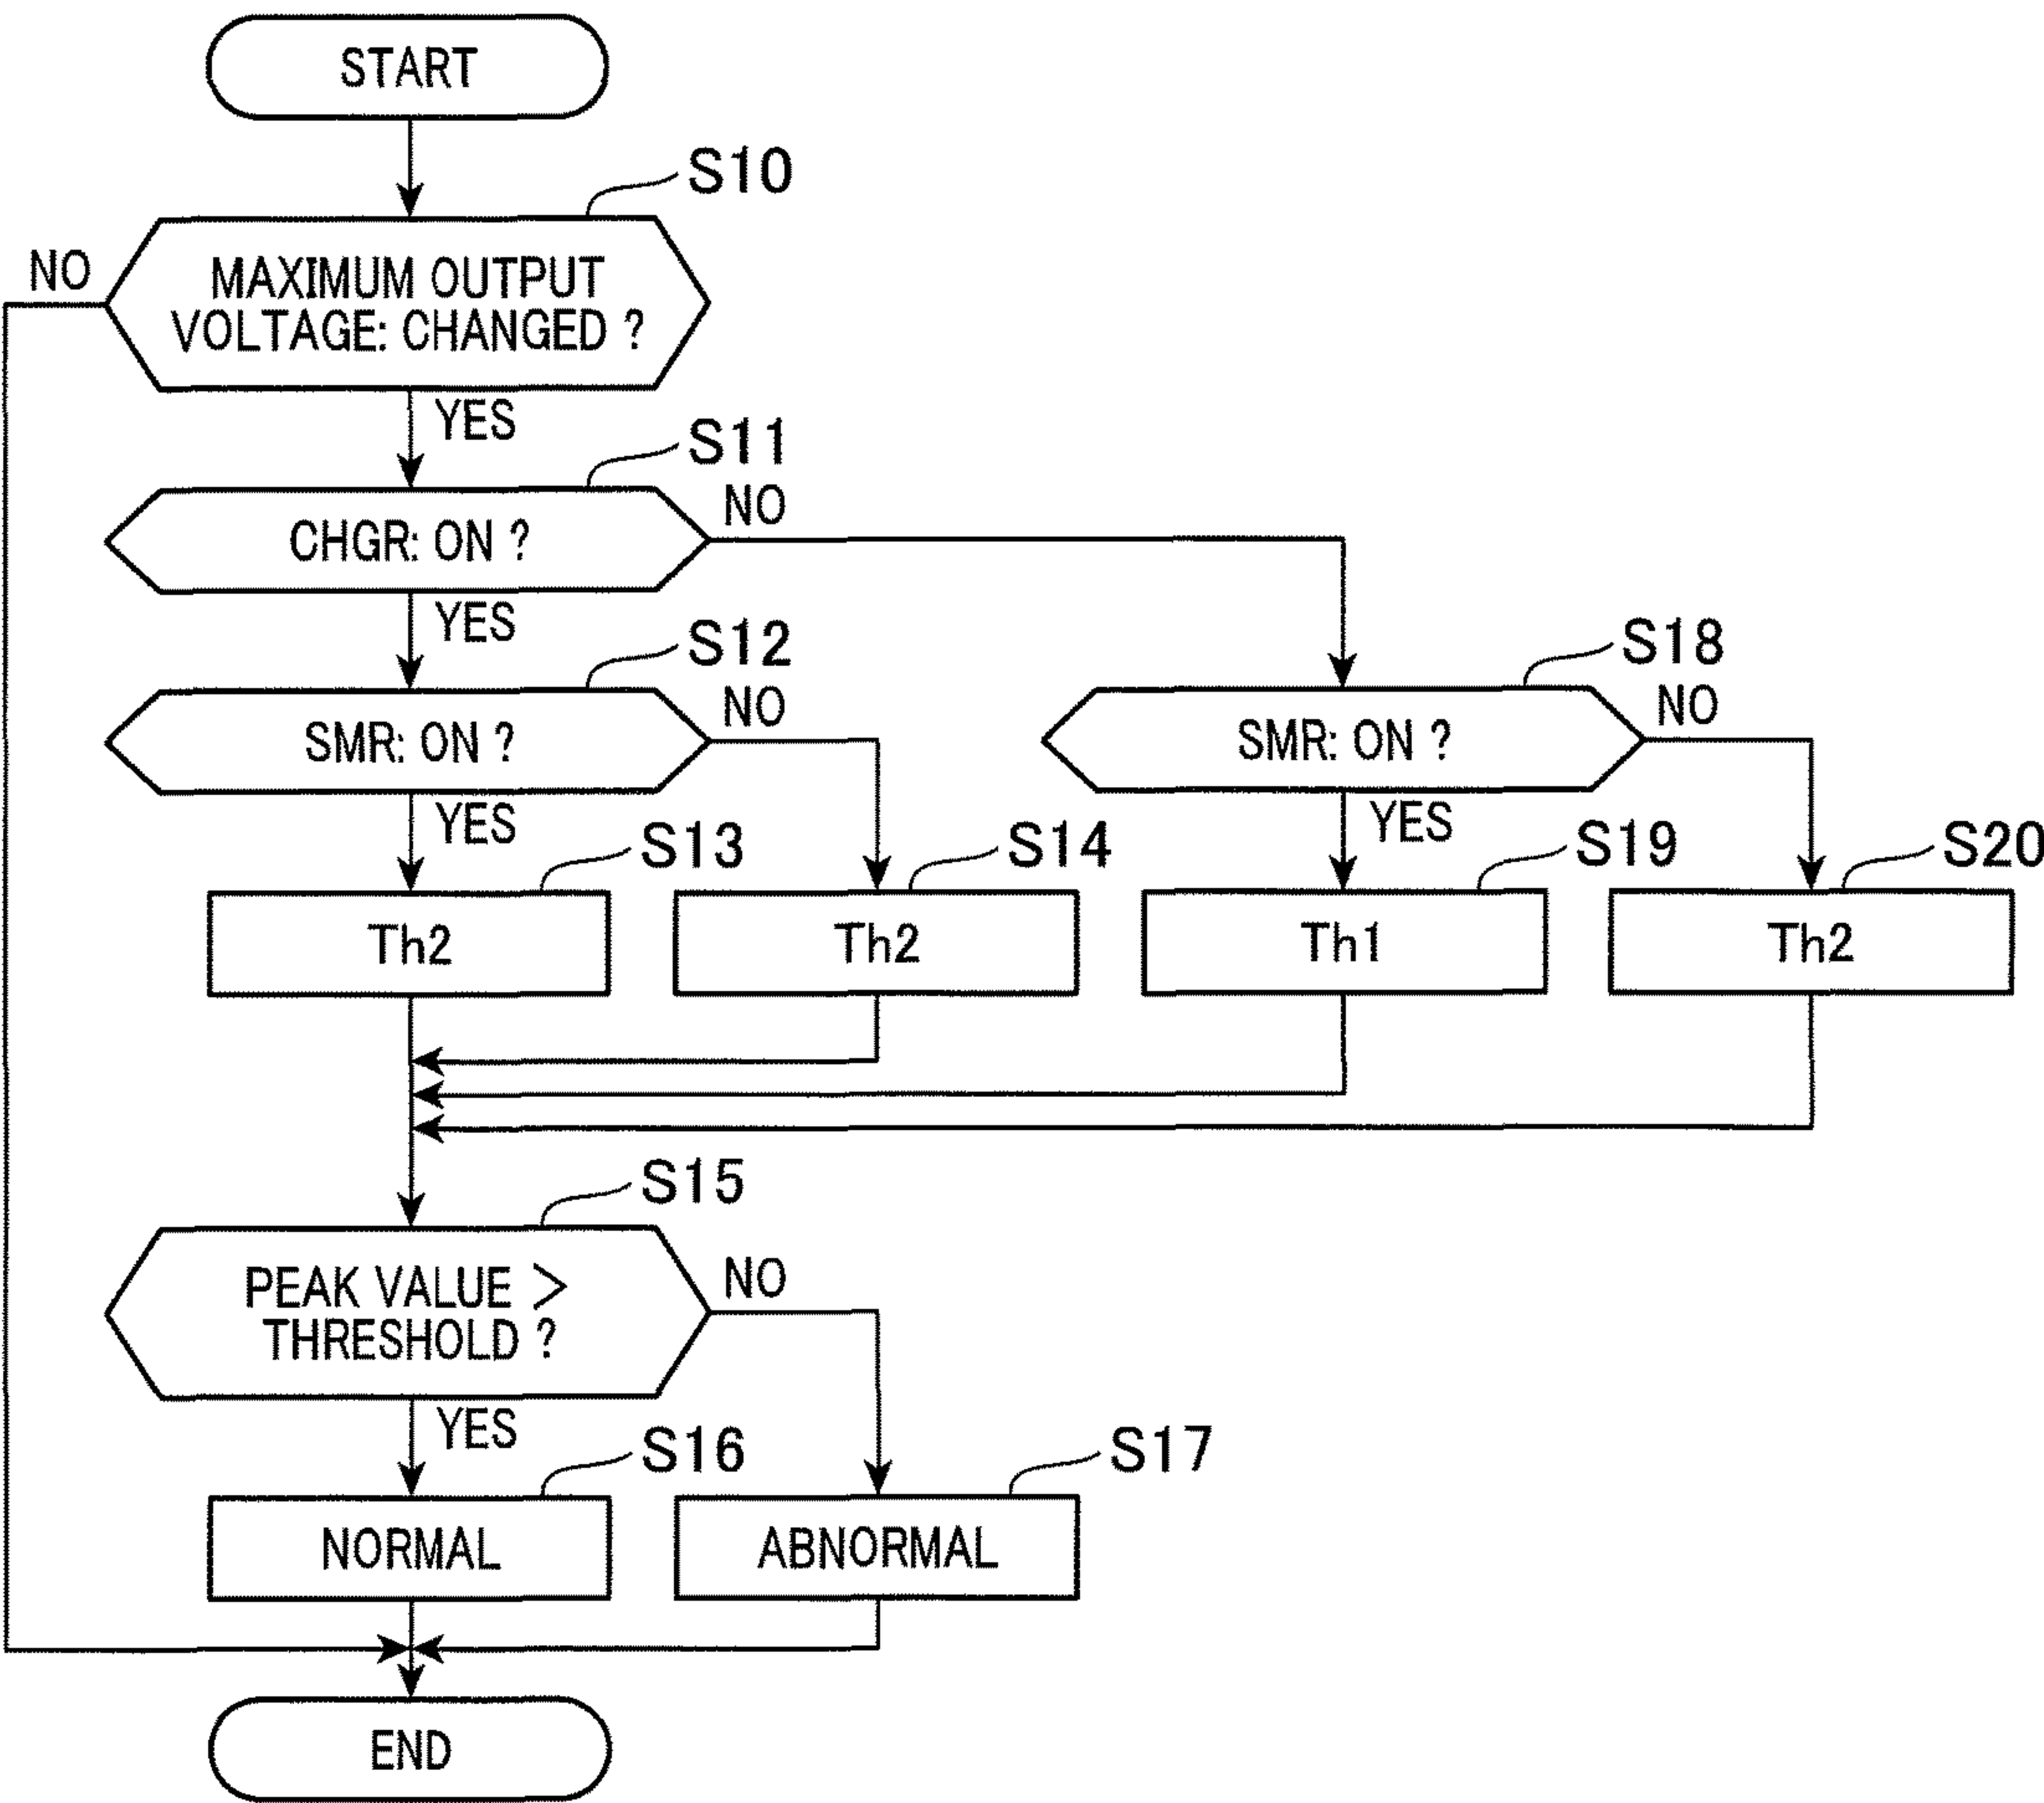 START
S10
NO
MAXIMUM OUTPUT
VOLTAGE: CHANGED ?
YES
S11
NO
CHGR: ON ?
YES
S12
NO
SMR: ON ?
YES
S18
NO
SMR: ON ?
YES
S13
Th2
S14
Th2
S19
Th1
S20
Th2
S15
NO
PEAK VALUE >
THRESHOLD ?
YES
S16
NORMAL
S17
ABNORMAL
END